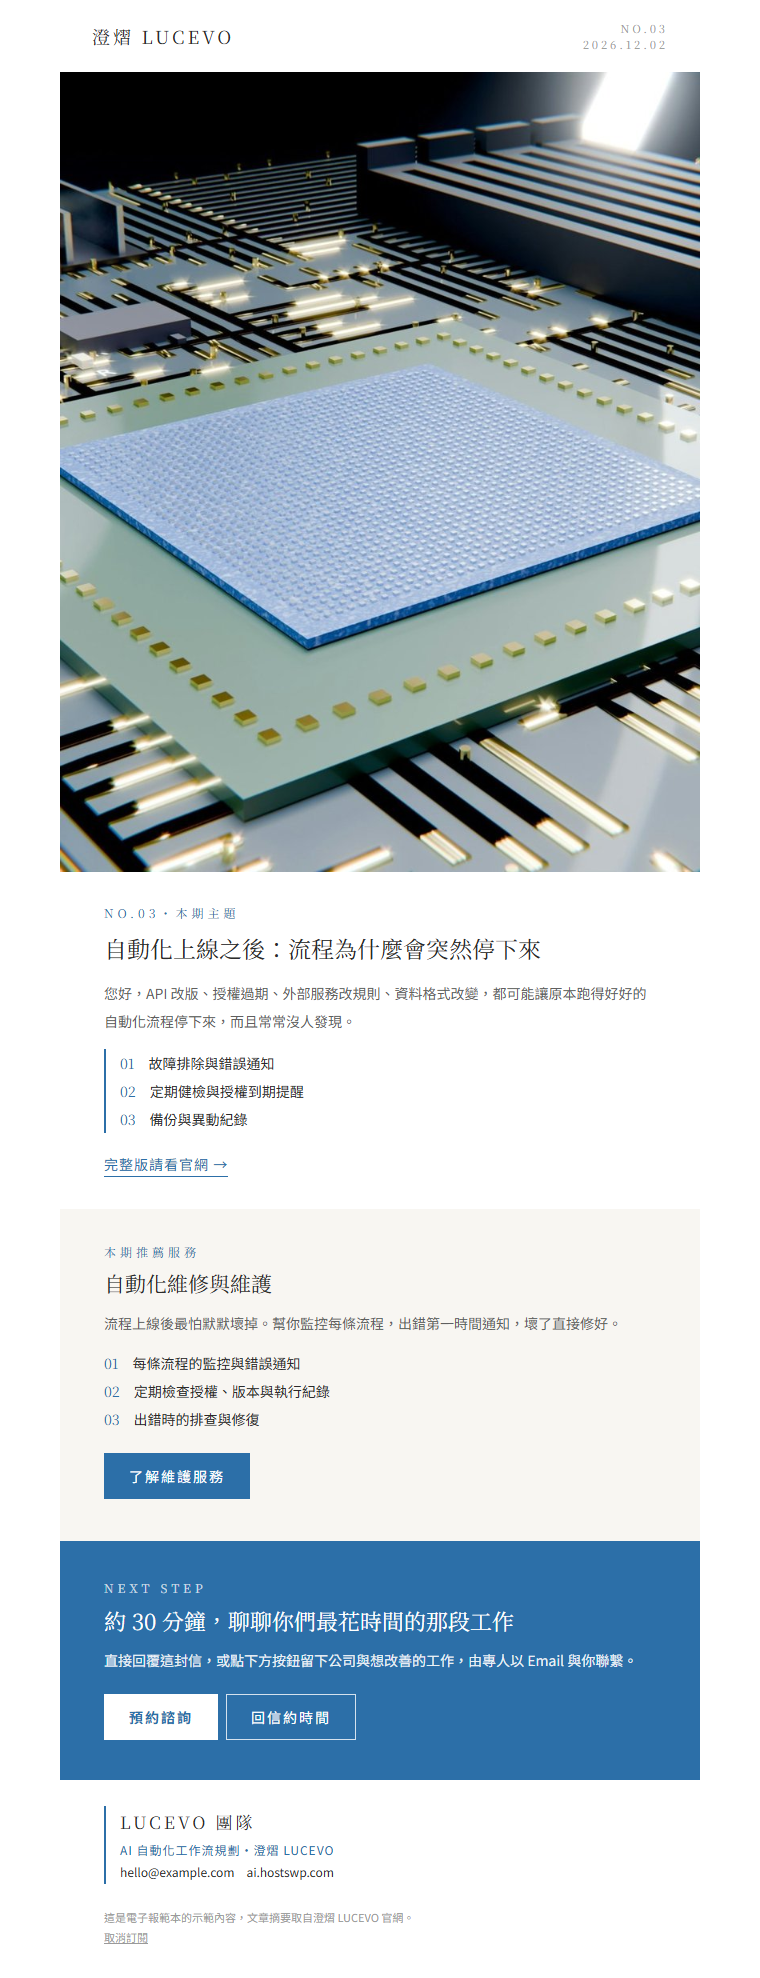 澄熠 LUCEVO
NO.03
2026.12.02
NO.03・本期主題
自動化上線之後：流程為什麼會突然停下來
您好，API 改版、授權過期、外部服務改規則、資料格式改變，都可能讓原本跑得好好的
自動化流程停下來，而且常常沒人發現。
01 故障排除與錯誤通知
02 定期健檢與授權到期提醒
03 備份與異動紀錄
完整版請看官網 →
本期推薦服務
自動化維修與維護
流程上線後最怕默默壞掉。幫你監控每條流程，出錯第一時間通知，壞了直接修好。
01 每條流程的監控與錯誤通知
02 定期檢查授權、版本與執行紀錄
03 出錯時的排查與修復
了解維護服務
NEXT STEP
約 30 分鐘，聊聊你們最花時間的那段工作
直接回覆這封信，或點下方按鈕留下公司與想改善的工作，由專人以 Email 與你聯繫。
預約諮詢 回信約時間
LUCEVO 團隊
AI 自動化工作流規劃・澄熠 LUCEVO
hello@example.com ai.hostswp.com
這是電子報範本的示範內容，文章摘要取自澄熠 LUCEVO 官網。
取消訂閱